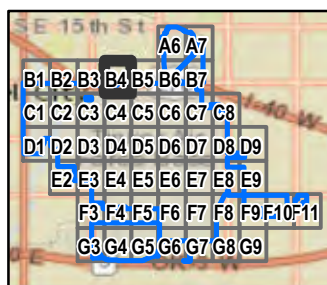 SE 15th St
A6 A7
B1 B2 B3 B4 B5 B6 B7
I-40 W
C1 C2 C3 C4 C5 C6 C7 C8
D1 D2 D3 D4 D5 D6 D7 D8 D9
E2 E3 E4 E5 E6 E7 E8 E9
F3 F4 F5 F6 F7 F8 F9 F10 F11
G3 G4 G5 G6 G7 G8 G9